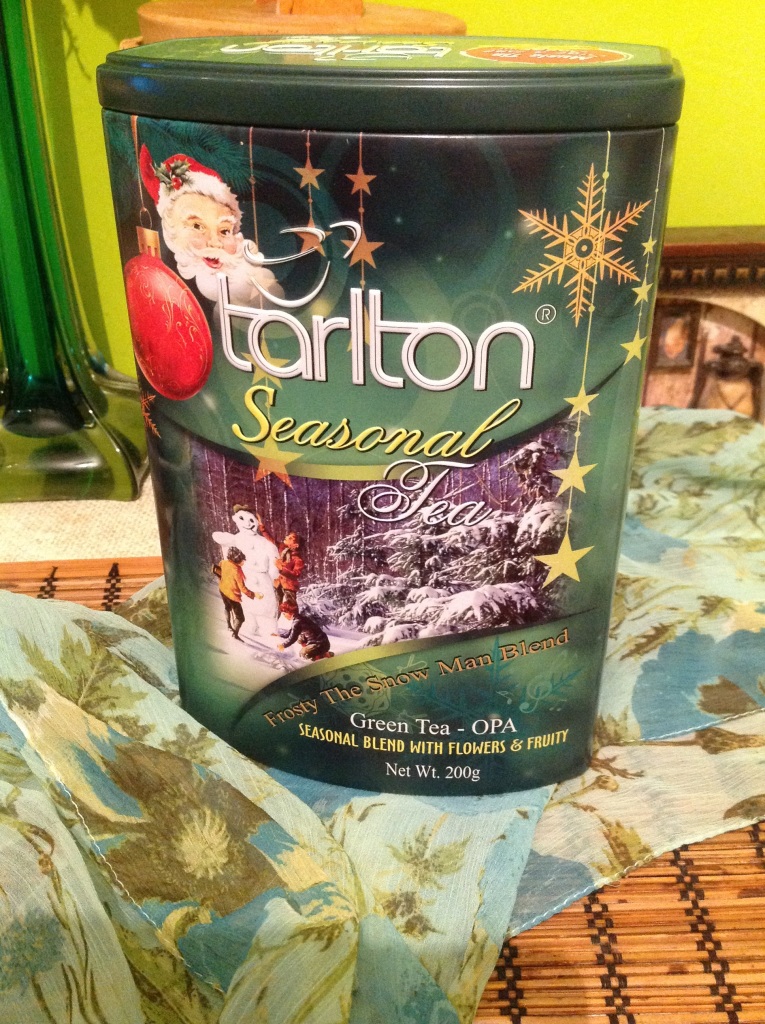 tarlton
tarlton®
Seasonal
Tea
Frosty The Snow Man Blend
Green Tea - OPA
SEASONAL BLEND WITH FLOWERS & FRUITY
Net Wt. 200g